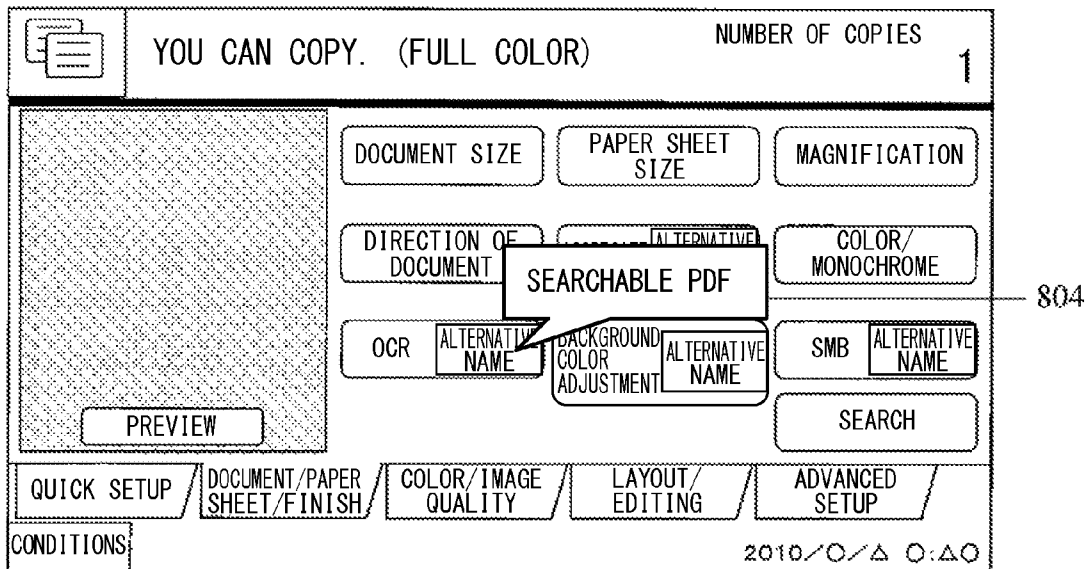 YOU CAN COPY. (FULL COLOR)
NUMBER OF COPIES
1
DOCUMENT SIZE
PAPER SHEET
SIZE
MAGNIFICATION
DIRECTION OF
DOCUMENT
ALTERNATIVE
COLOR/
MONOCHROME
SEARCHABLE PDF
804
OCR
ALTERNATIVE
NAME
BACKGROUND
COLOR
ADJUSTMENT
ALTERNATIVE
NAME
SMB
ALTERNATIVE
NAME
PREVIEW
SEARCH
QUICK SETUP
DOCUMENT/PAPER
SHEET/FINISH
COLOR/IMAGE
QUALITY
LAYOUT/
EDITING
ADVANCED
SETUP
CONDITIONS
2010/○/△ ○:△○